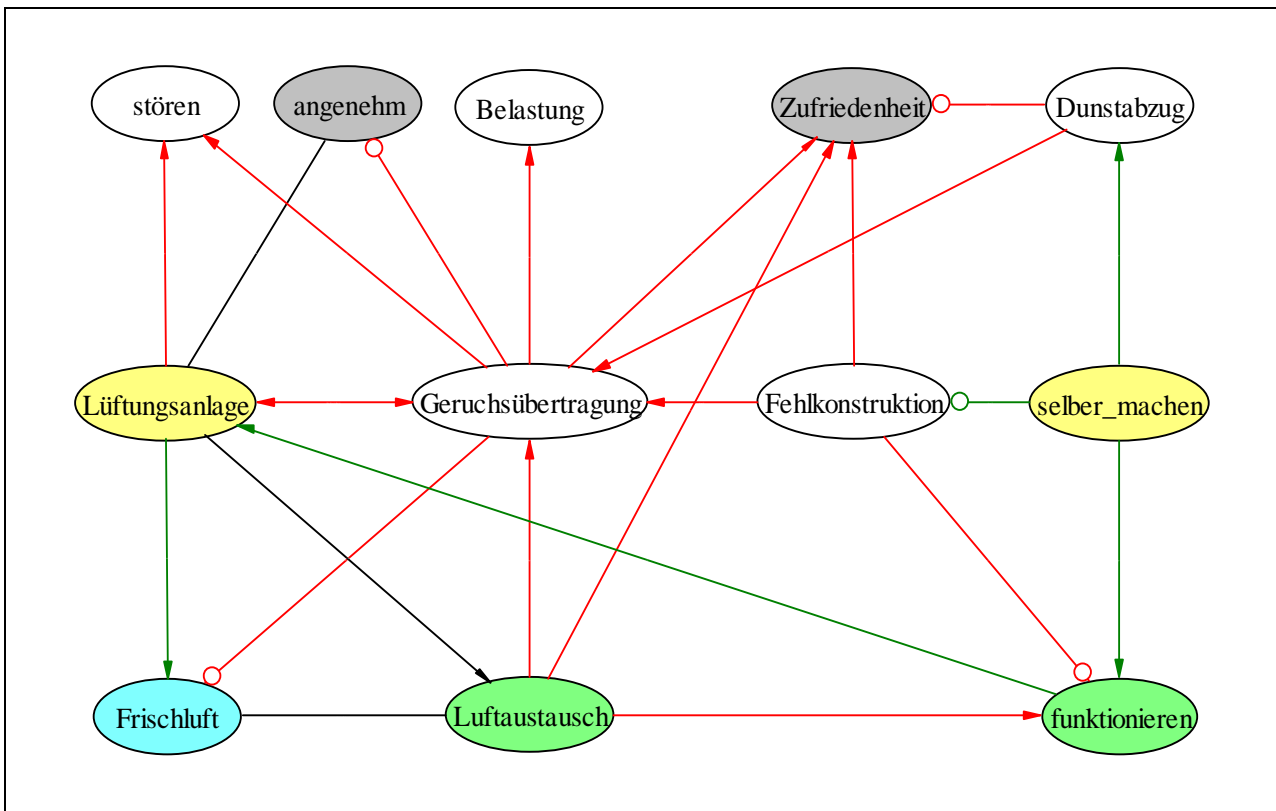 stören
angenehm
Belastung
Zufriedenheit
Dunstabzug
Lüftungsanlage
Geruchsübertragung
Fehlkonstruktion
selber_machen
Frischluft
Luftaustausch
funktionieren